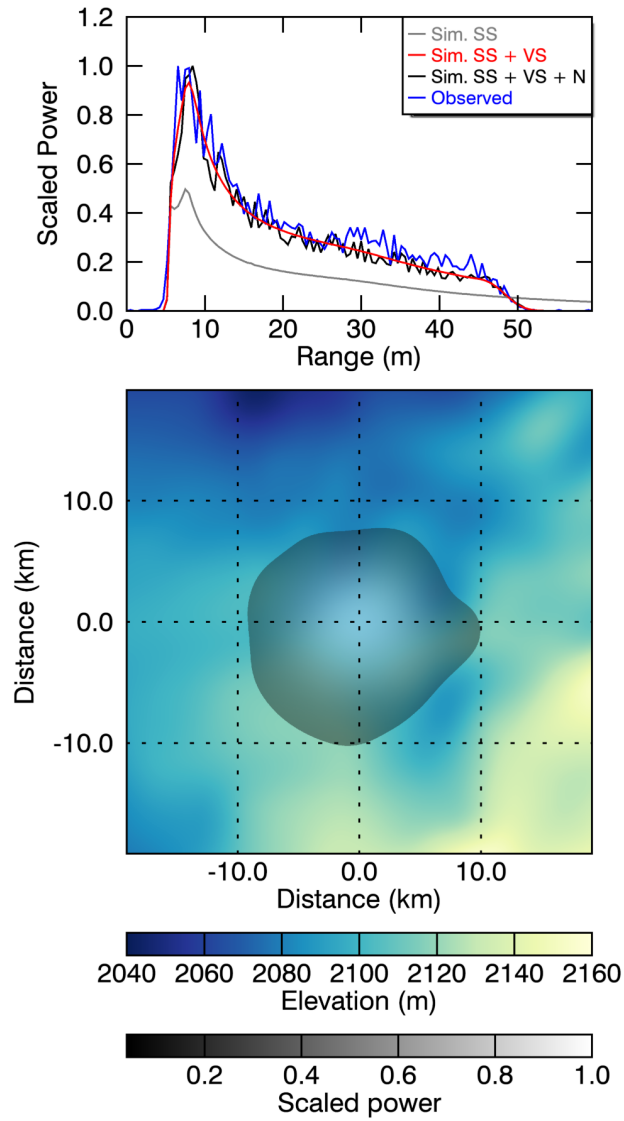 1.2
1.0
0.8
0.6
0.4
0.2
0.0
Scaled Power
Sim. SS
Sim. SS + VS
Sim. SS + VS + N
Observed
0 10 20 30 40 50
Range (m)
10.0
0.0
-10.0
Distance (km)
-10.0 0.0 10.0
Distance (km)
2040 2060 2080 2100 2120 2140 2160
Elevation (m)
0.2 0.4 0.6 0.8 1.0
Scaled power